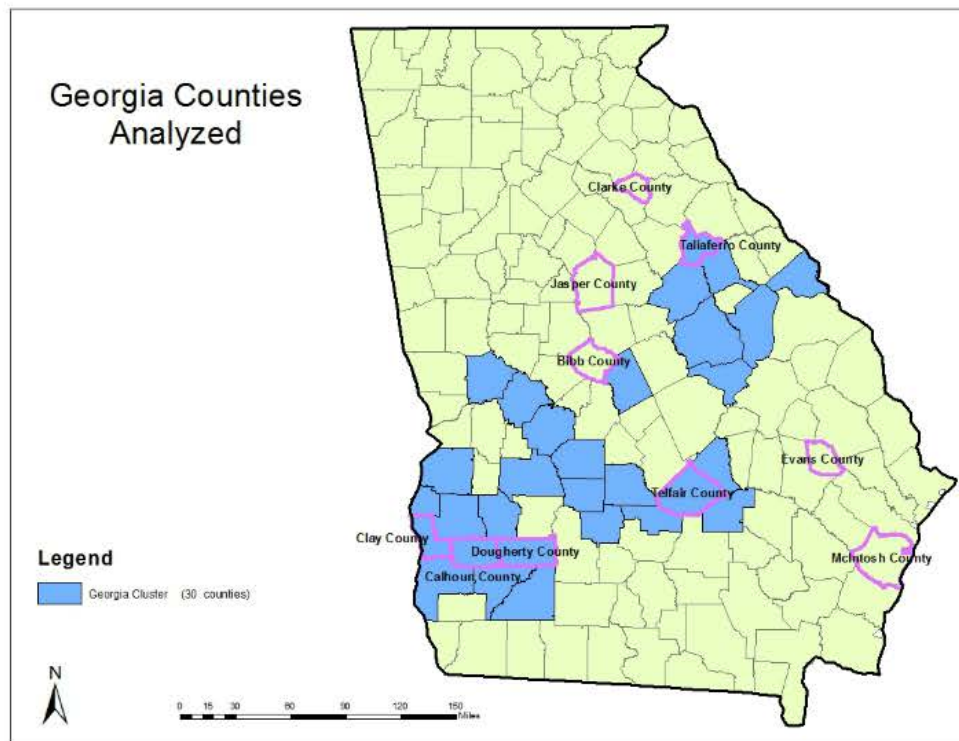 Georgia Counties
Analyzed
Clarke County
Taliaferro County
Jasper County
Bibb County
Evans County
Telfair County
Clay County
Dougherty County
McIntosh County
Calhoun County
Legend
Georgia Cluster (30 counties)
N
0 15 30 60 90 120 150
Miles